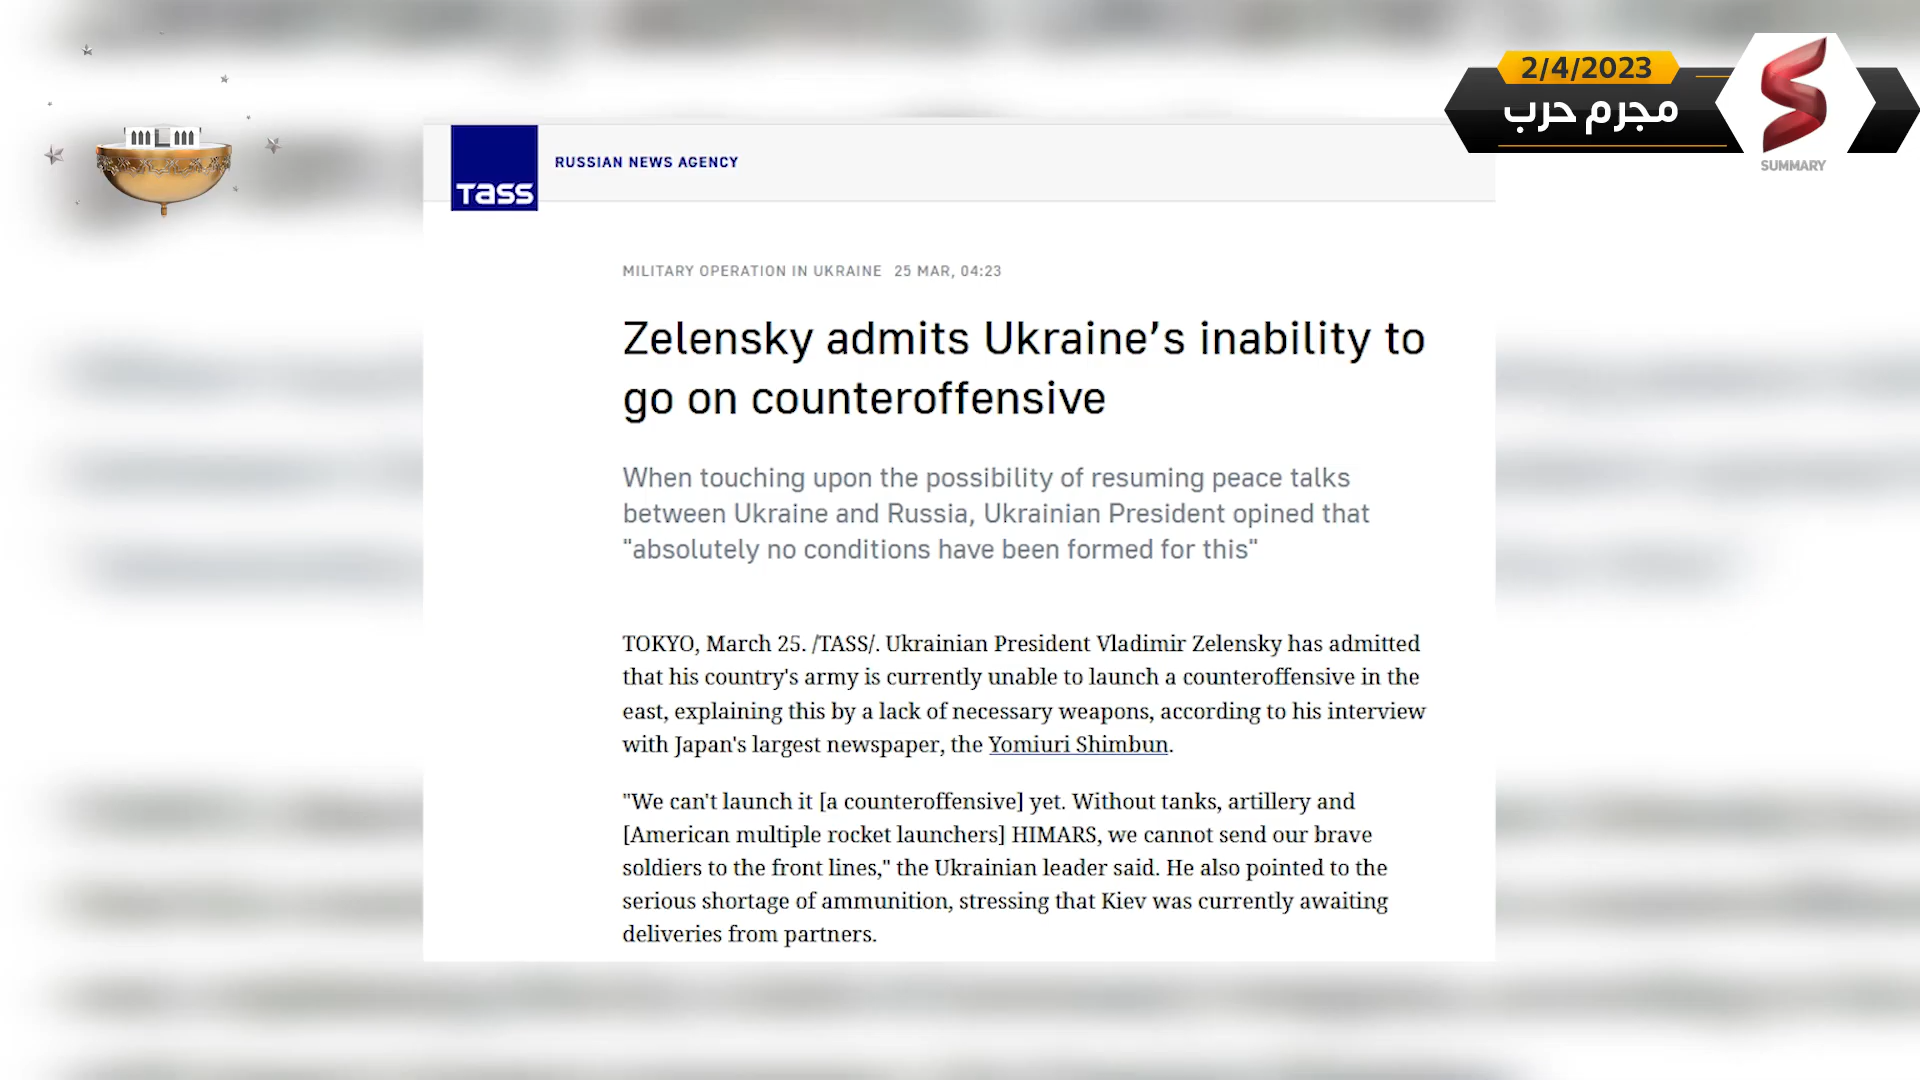 2/4/2023
مجرم حرب
SUMMARY
TASS
RUSSIAN NEWS AGENCY
MILITARY OPERATION IN UKRAINE 25 MAR, 04:23
Zelensky admits Ukraine’s inability to
go on counteroffensive
When touching upon the possibility of resuming peace talks
between Ukraine and Russia, Ukrainian President opined that
"absolutely no conditions have been formed for this"
TOKYO, March 25. /TASS/. Ukrainian President Vladimir Zelensky has admitted
that his country's army is currently unable to launch a counteroffensive in the
east, explaining this by a lack of necessary weapons, according to his interview
with Japan's largest newspaper, the Yomiuri Shimbun.
"We can't launch it [a counteroffensive] yet. Without tanks, artillery and
[American multiple rocket launchers] HIMARS, we cannot send our brave
soldiers to the front lines," the Ukrainian leader said. He also pointed to the
serious shortage of ammunition, stressing that Kiev was currently awaiting
deliveries from partners.